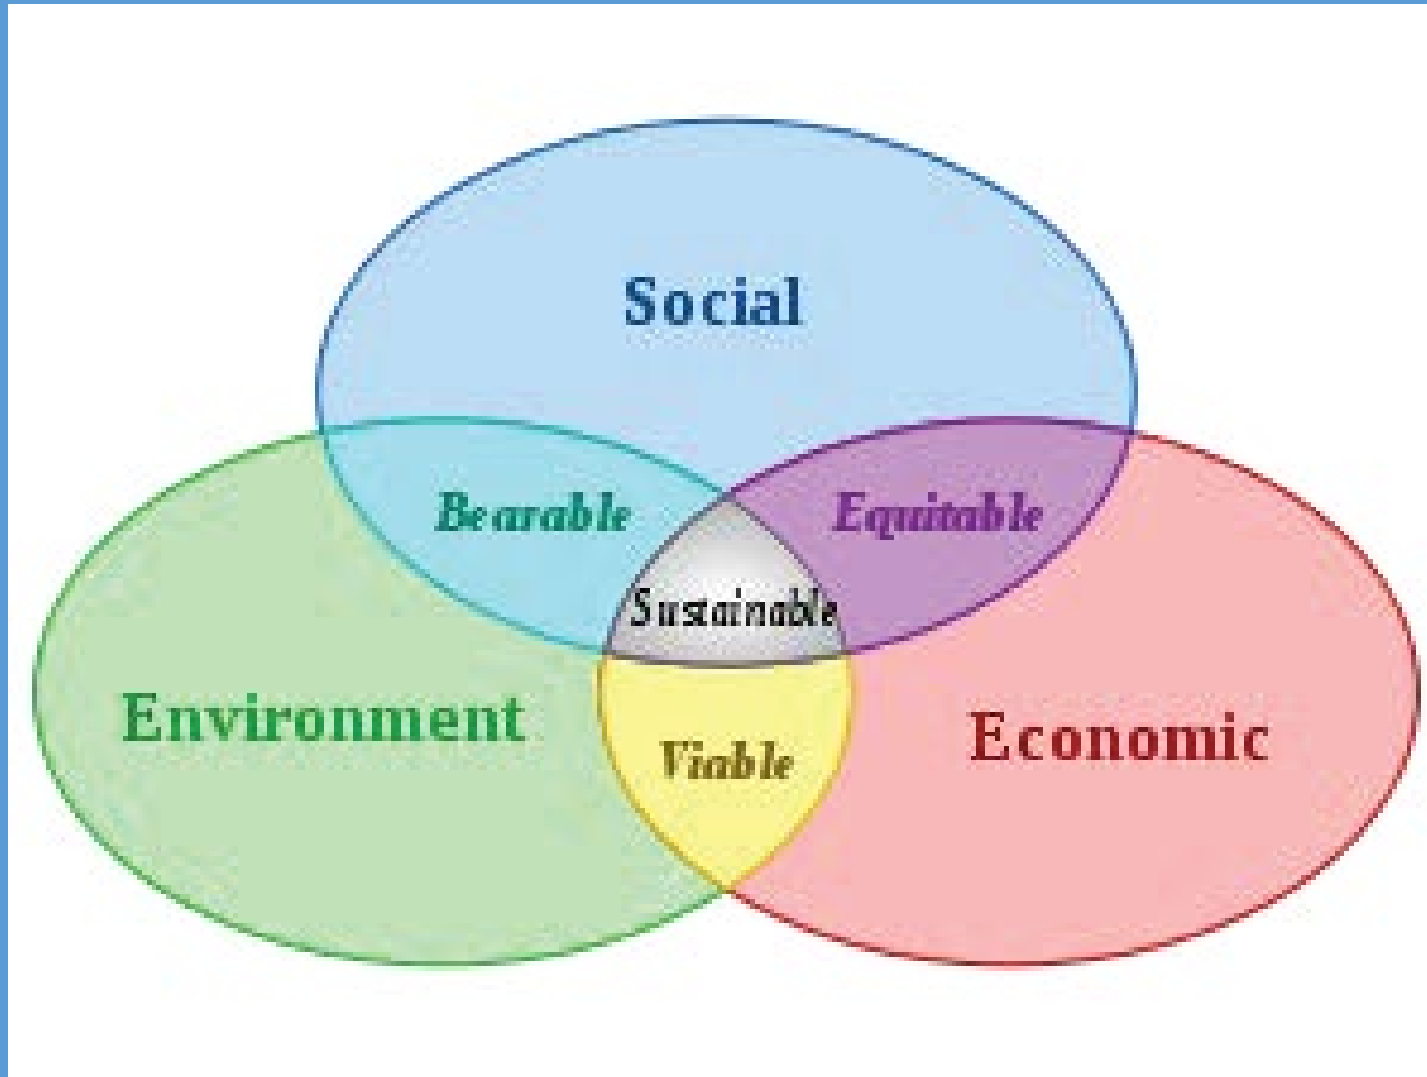 Social
Bearable
Equitable
Sustainable
Environment
Economic
Viable